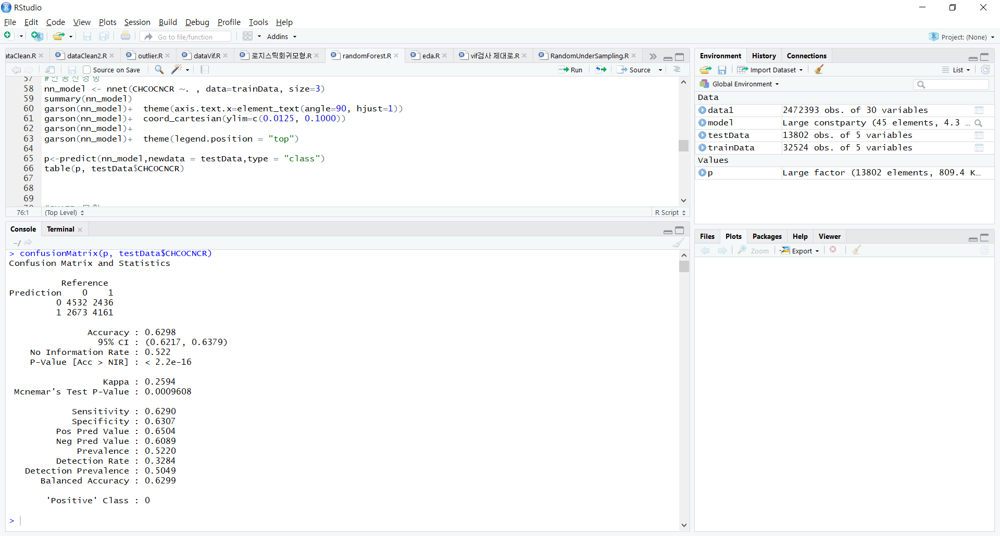 RStudio
File Edit Code View Plots Session Build Debug Profile Tools Help
Go to file/function Addins Project: (None)
ataClean.R dataClean2.R outlier.R dataVif.R 로지스틱회귀모형.R randomForest.R eda.R vif검사 제대로.R RandomUnderSampling.R
Source on Save Run Source
57
58 nn_model <- nnet(CHCOCNCR ~. , data=trainData, size=3)
59 summary(nn_model)
60 garson(nn_model)+  theme(axis.text.x=element_text(angle=90, hjust=1))
61 garson(nn_model)+  coord_cartesian(ylim=c(0.0125, 0.1000))
62 garson(nn_model)+
63 garson(nn_model)+  theme(legend.position = "top")
64
65 p<-predict(nn_model,newdata = testData,type = "class")
66 table(p, testData$CHCOCNCR)
67
68
69
76:1 (Top Level) R Script
Console Terminal
~/
> confusionMatrix(p, testData$CHCOCNCR)
Confusion Matrix and Statistics
Reference
Prediction    0    1
0 4532 2436
1 2673 4161
Accuracy : 0.6298
95% CI : (0.6217, 0.6379)
No Information Rate : 0.522
P-Value [Acc > NIR] : < 2.2e-16
Kappa : 0.2594
Mcnemar's Test P-Value : 0.0009608
Sensitivity : 0.6290
Specificity : 0.6307
Pos Pred Value : 0.6504
Neg Pred Value : 0.6089
Prevalence : 0.5220
Detection Rate : 0.3284
Detection Prevalence : 0.5049
Balanced Accuracy : 0.6299
'Positive' Class : 0
>
Environment History Connections
Import Dataset List
Global Environment
Data
data1 2472393 obs. of 30 variables
model Large constparty (45 elements, 4.3 …
testData 13802 obs. of 5 variables
trainData 32524 obs. of 5 variables
Values
p Large factor (13802 elements, 809.4 K…
Files Plots Packages Help Viewer
Zoom Export